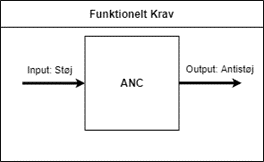 Funktionelt Krav
Input: Støj
ANC
Output: Antistøj